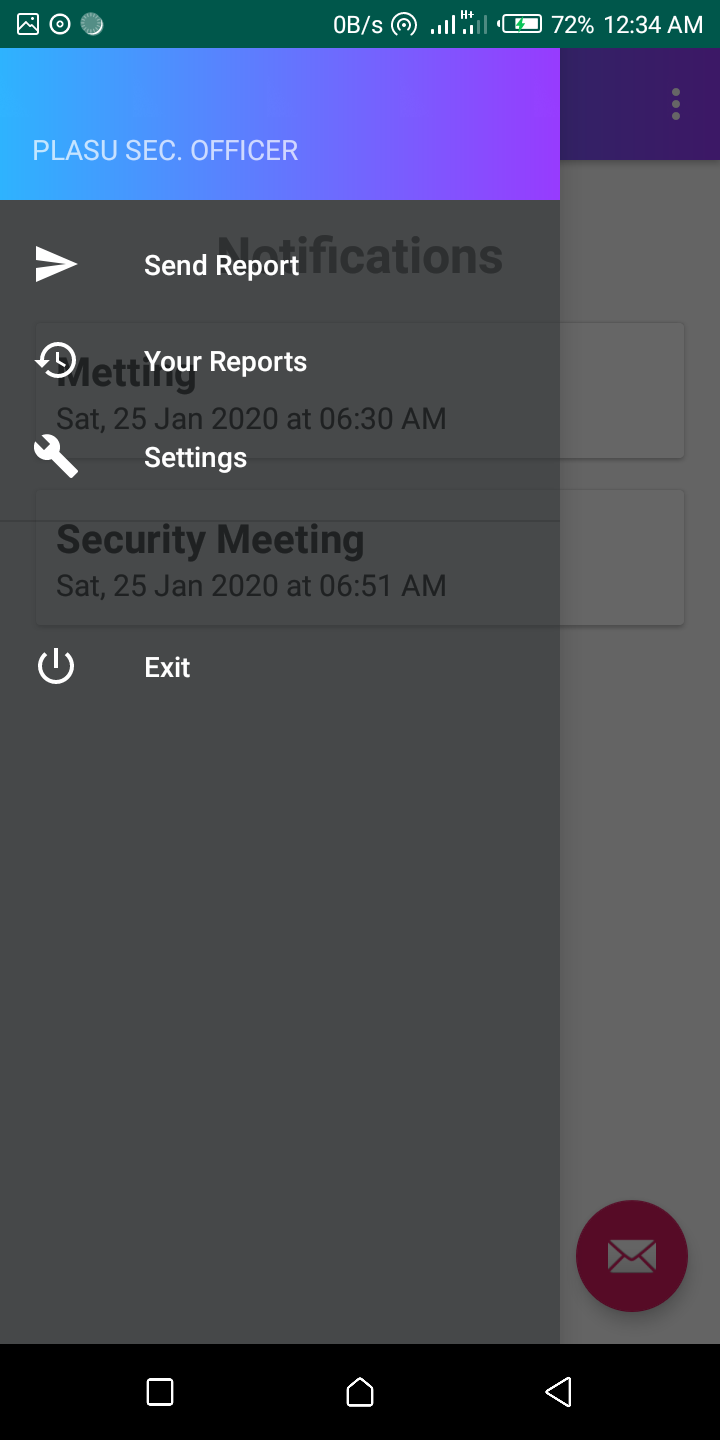 0B/s H+ 72% 12:34 AM
PLASU SEC. OFFICER
Notifications
Send Report
Your Reports
Metting
Sat, 25 Jan 2020 at 06:30 AM
Settings
Security Meeting
Sat, 25 Jan 2020 at 06:51 AM
Exit